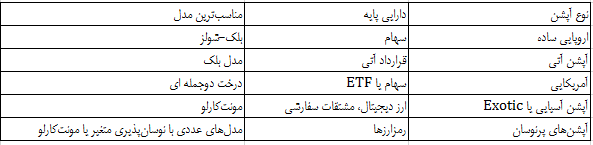 نوع آپشن	دارایی پایه	مناسب‌ترین مدل
اروپایی ساده	سهام	بلک–شولز
آپشن آتی	قرارداد آتی	مدل بلک
آمریکایی	سهام یا ETF	درخت دوجمله ای
آپشن آسیایی یا Exotic	ارز دیجیتال، مشتقات سفارشی	مونت‌کارلو
آپشن‌های پرنوسان	رمزارزها	مدل‌های عددی با نوسان‌پذیری متغیر یا مونت‌کارلو